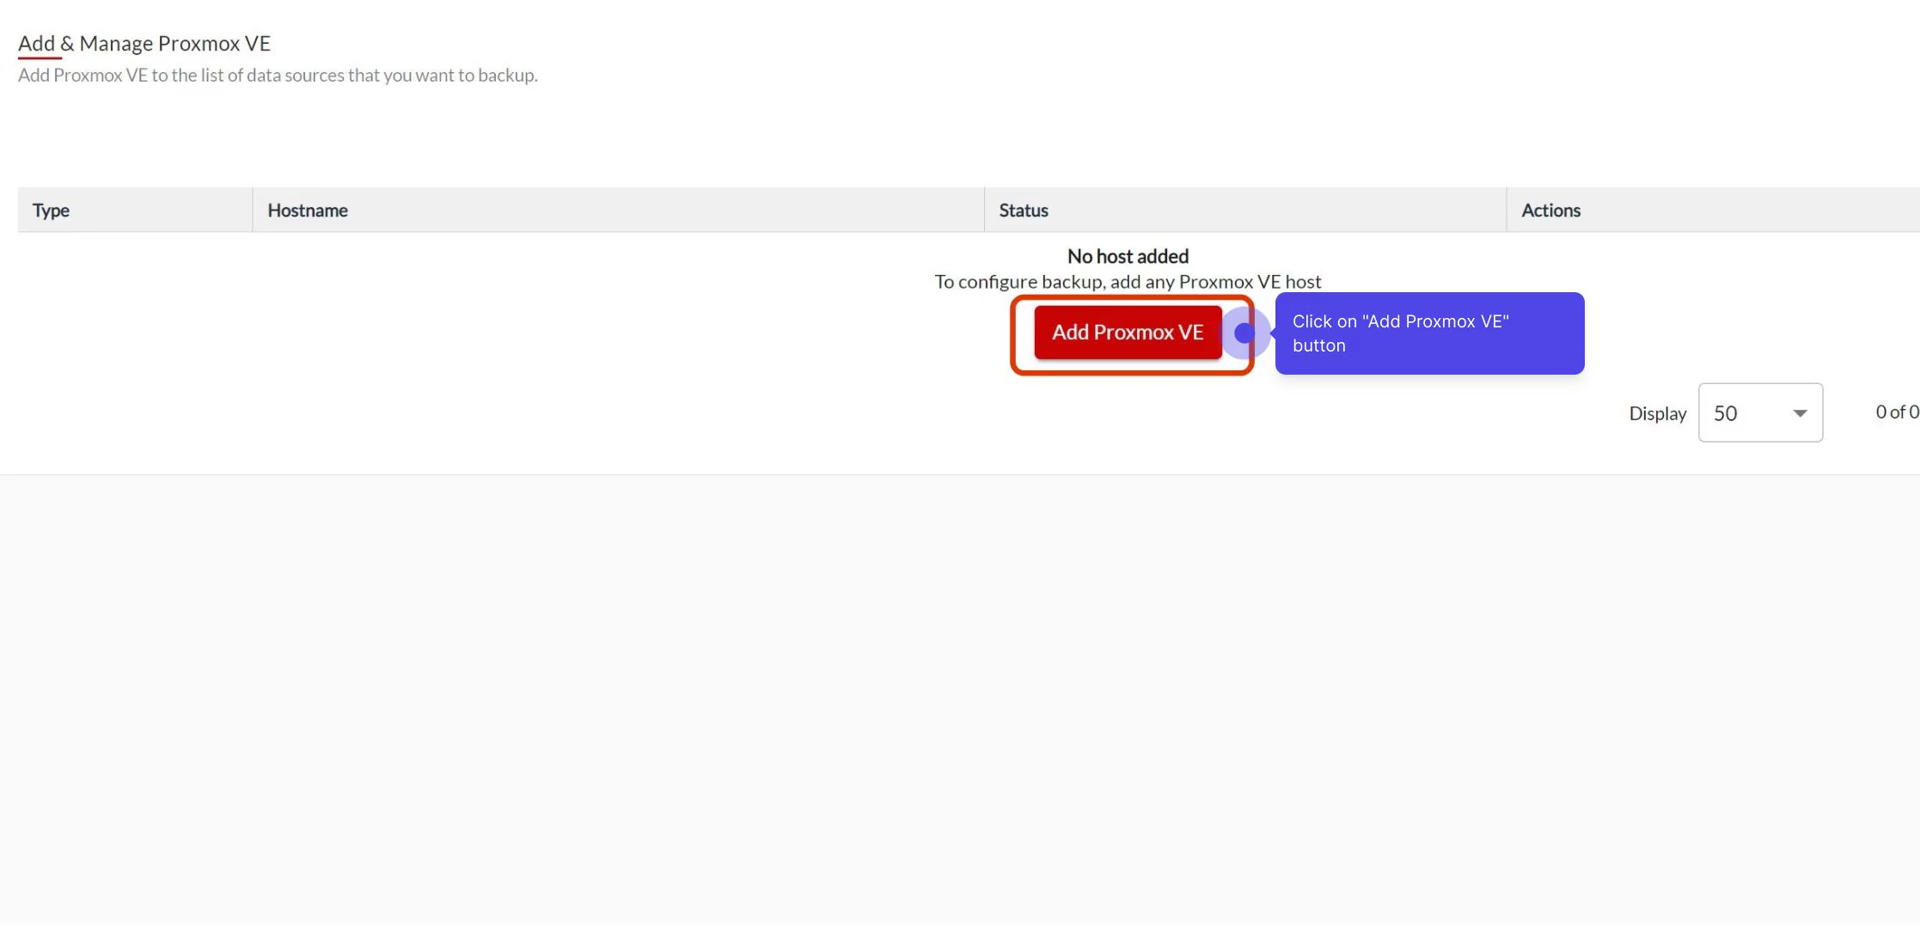 Add & Manage Proxmox VE
Add Proxmox VE to the list of data sources that you want to backup.
Type Hostname Status Actions
No host added
To configure backup, add any Proxmox VE host
Add Proxmox VE
Click on "Add Proxmox VE"
button
Display 50 0 of 0